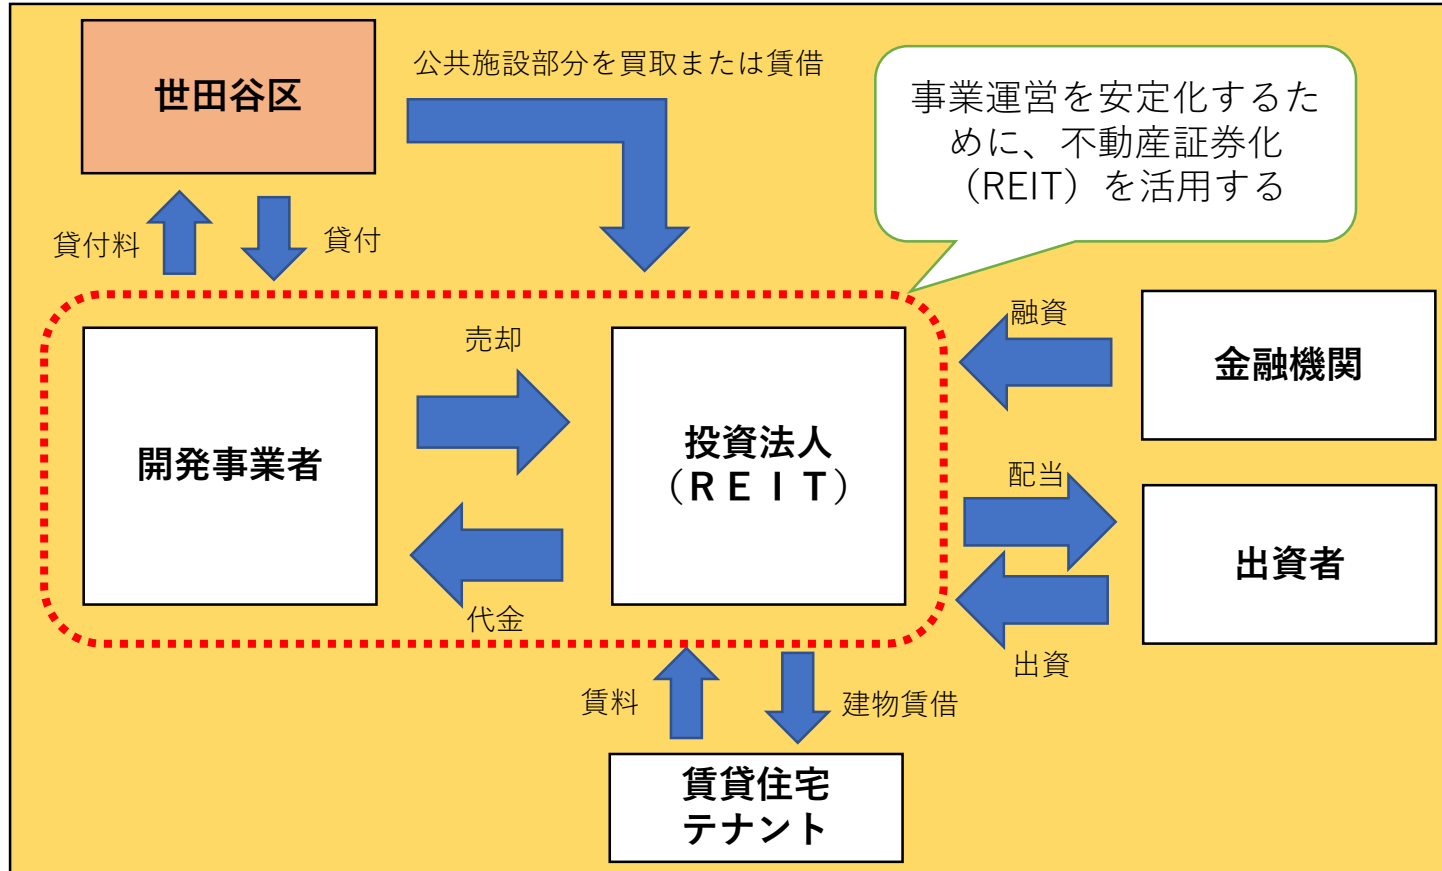 世田谷区
公共施設部分を買取または賃借
事業運営を安定化するた
めに、不動産証券化
（REIT）を活用する
貸付料
貸付
開発事業者
売却
代金
投資法人
（ＲＥＩＴ）
融資
金融機関
配当
出資
出資者
賃料
建物賃借
賃貸住宅
テナント